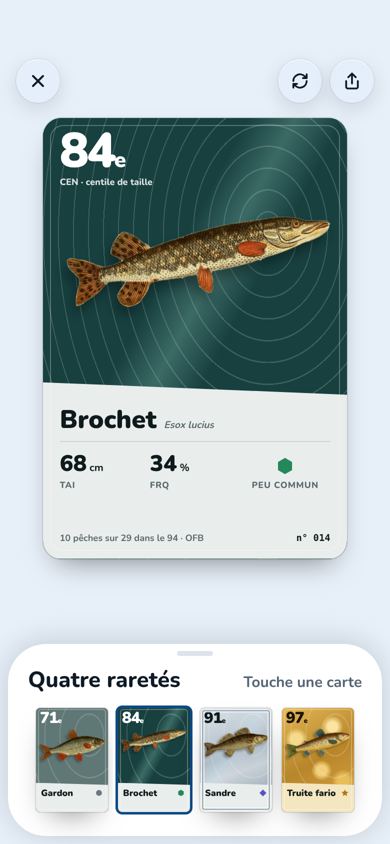 84e
CEN · centile de taille
Brochet Esox lucius
68 cm 34 %
TAI FRQ PEU COMMUN
10 pêches sur 29 dans le 94 · OFB n° 014
Quatre raretés Touche une carte
71e 84e 91e 97e
Gardon Brochet Sandre Truite fario